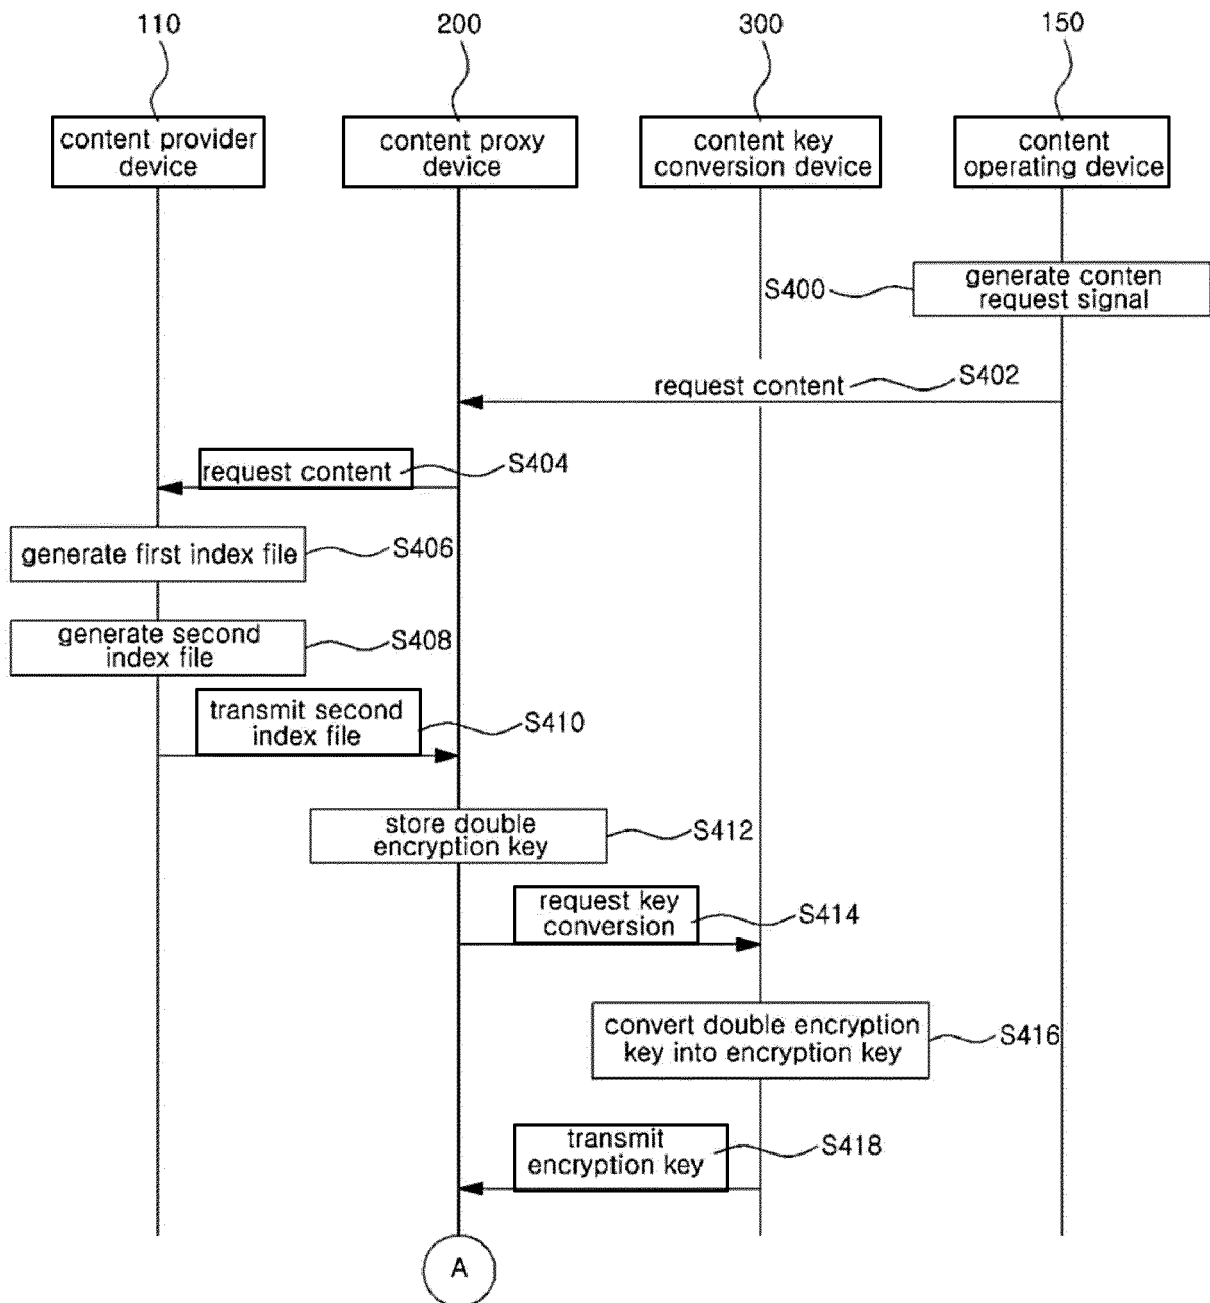 110
200
300
150
content provider
device
content proxy
device
content key
conversion device
content
operating device
S400
generate conten
request signal
request content
S402
request content
S404
generate first index file
S406
generate second
index file
S408
transmit second
index file
S410
store double
encryption key
S412
request key
conversion
S414
convert double encryption
key into encryption key
S416
transmit
encryption key
S418
A